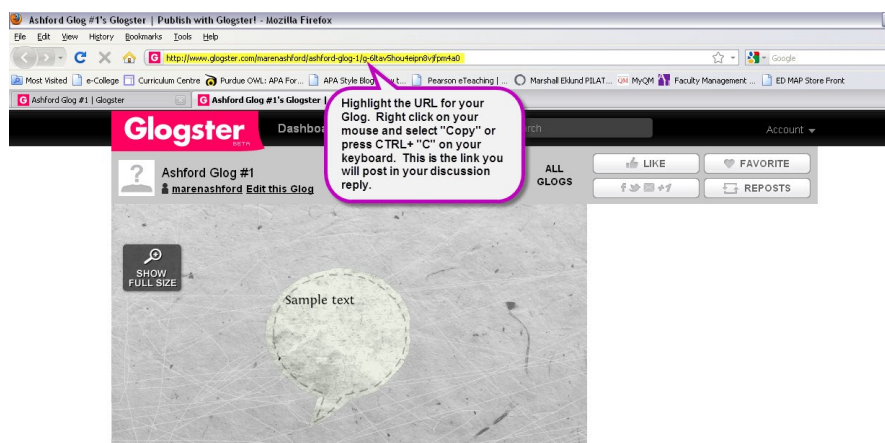 Ashford Glog #1's Glogster | Publish with Glogster! - Mozilla Firefox
File Edit View History Bookmarks Tools Help
http://www.glogster.com/marenashford/ashford-glog-1/g-6ltav5hou4eipn8vjfpm4a0
Google
Most Visited e-College Curriculum Centre Purdue OWL: APA For... APA Style Blog Pearson eTeaching | ... Marshall Eklund PILAT... QM MyQM Faculty Management ... ED MAP Store Front
Ashford Glog #1 | Glogster
Ashford Glog #1's Glogster |
Highlight the URL for your
Glog. Right click on your
mouse and select "Copy" or
press CTRL+ "C" on your
keyboard. This is the link you
will post in your discussion
reply.
Glogster
BETA
Account
Ashford Glog #1
marenashford Edit this Glog
ALL
GLOGS
LIKE
FAVORITE
+1
REPOSTS
SHOW
FULL SIZE
Sample text